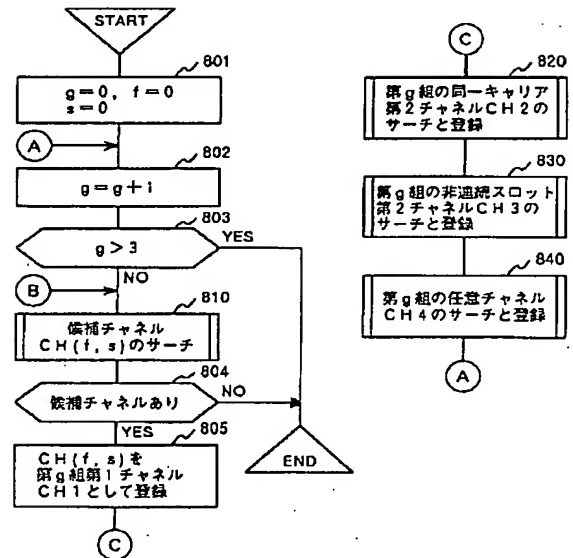 START
801
g=0, f=0
s=0
A
802
g=g+1
803
g>3
YES
NO
B
810
候補チャネル
CH(f, s)のサーチ
804
候補チャネルあり
NO
YES
805
CH(f, s)を
第g組第1チャネル
CH1として登録
END
C
C
820
第g組の同一キャリア
第2チャネルCH2の
サーチと登録
830
第g組の非連続スロット
第2チャネルCH3の
サーチと登録
840
第g組の任意チャネル
CH4のサーチと登録
A